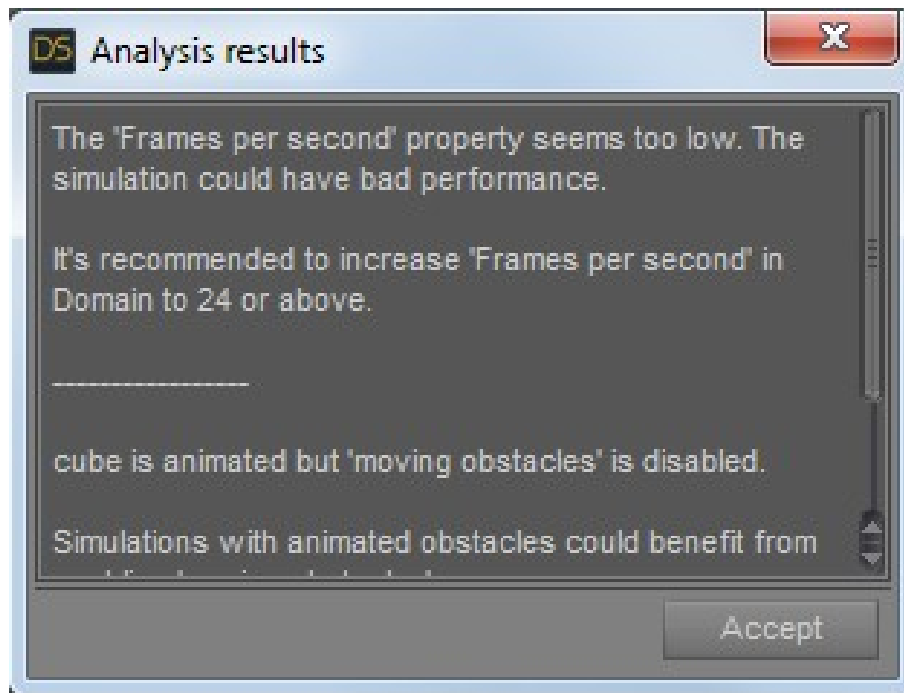 DS Analysis results
The 'Frames per second' property seems too low. The
simulation could have bad performance.
It's recommended to increase 'Frames per second' in
Domain to 24 or above.
----------------
cube is animated but 'moving obstacles' is disabled.
Simulations with animated obstacles could benefit from
Accept